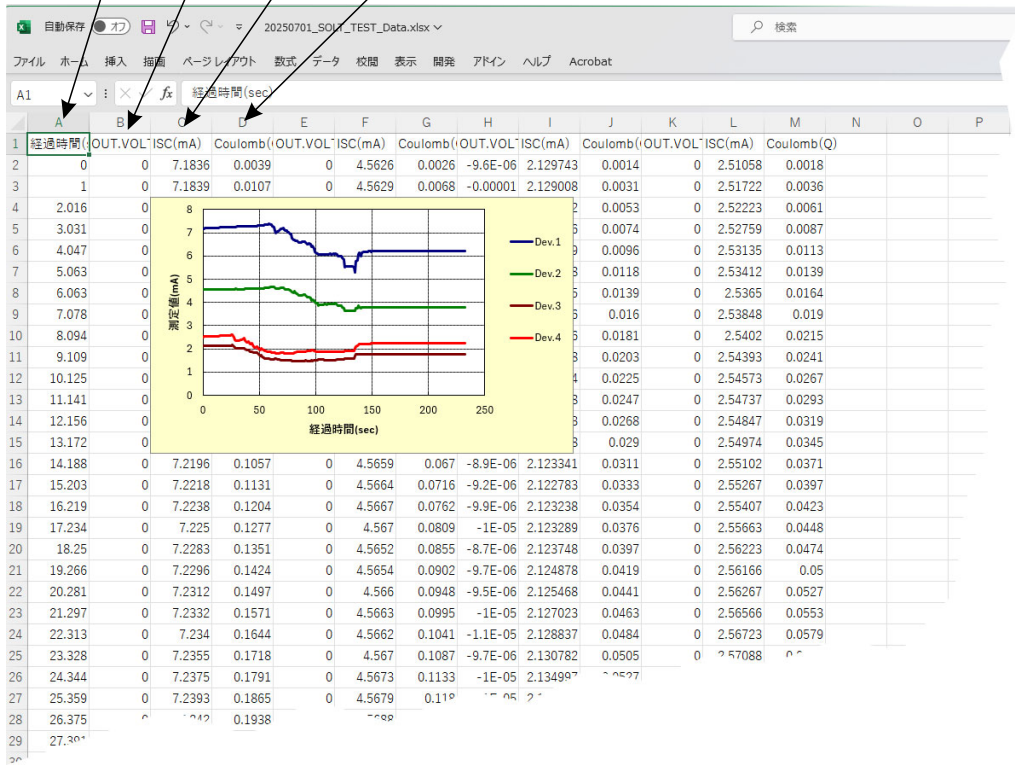 自動保存 オフ 20250701_SOLT_TEST_Data.xlsx 検索
ファイル ホーム 挿入 描画 ページ レイアウト 数式 データ 校閲 表示 開発 アドイン ヘルプ Acrobat
A1 fx 経過時間(sec)
A B C D E F G H I J K L M N O P
1 経過時間( OUT.VOL ISC(mA) Coulomb( OUT.VOL ISC(mA) Coulomb( OUT.VOL ISC(mA) Coulomb( OUT.VOL ISC(mA) Coulomb(Q)
2 0 0 7.1836 0.0039 0 4.5626 0.0026 -9.6E-06 2.129743 0.0014 0 2.51058 0.0018
3 1 0 7.1839 0.0107 0 4.5629 0.0068 -0.00001 2.129008 0.0031 0 2.51722 0.0036
4 2.016 0 2 0.0053 0 2.52223 0.0061
5 3.031 0 0.0074 0 2.52759 0.0087
6 4.047 0 9 0.0096 0 2.53135 0.0113
7 5.063 0 8 0.0118 0 2.53412 0.0139
8 6.063 0 0.0139 0 2.5365 0.0164
9 7.078 0 0.016 0 2.53848 0.019
10 8.094 0 0.0181 0 2.5402 0.0215
11 9.109 0 0.0203 0 2.54393 0.0241
12 10.125 0 0.0225 0 2.54573 0.0267
13 11.141 0 0.0247 0 2.54737 0.0293
14 12.156 0 0.0268 0 2.54847 0.0319
15 13.172 0 0.029 0 2.54974 0.0345
測定値(mA)
8
7
6
5
4
3
2
1
0
0 50 100 150 200 250
経過時間(sec)
Dev.1
Dev.2
Dev.3
Dev.4
16 14.188 0 7.2196 0.1057 0 4.5659 0.067 -8.9E-06 2.123341 0.0311 0 2.55102 0.0371
17 15.203 0 7.2218 0.1131 0 4.5664 0.0716 -9.2E-06 2.122783 0.0333 0 2.55267 0.0397
18 16.219 0 7.2238 0.1204 0 4.5667 0.0762 -9.9E-06 2.123238 0.0354 0 2.55407 0.0423
19 17.234 0 7.225 0.1277 0 4.567 0.0809 -1E-05 2.123289 0.0376 0 2.55663 0.0448
20 18.25 0 7.2283 0.1351 0 4.5652 0.0855 -8.7E-06 2.123748 0.0397 0 2.56223 0.0474
21 19.266 0 7.2296 0.1424 0 4.5654 0.0902 -9.7E-06 2.124878 0.0419 0 2.56166 0.05
22 20.281 0 7.2312 0.1497 0 4.566 0.0948 -9.5E-06 2.125468 0.0441 0 2.56267 0.0527
23 21.297 0 7.2332 0.1571 0 4.5663 0.0995 -1E-05 2.127023 0.0463 0 2.56566 0.0553
24 22.313 0 7.234 0.1644 0 4.5662 0.1041 -1.1E-05 2.128837 0.0484 0 2.56723 0.0579
25 23.328 0 7.2355 0.1718 0 4.567 0.1087 -9.7E-06 2.130782 0.0505 0 2.57088
26 24.344 0 7.2375 0.1791 0 4.5673 0.1133 -1E-05 2.134997
27 25.359 0 7.2393 0.1865 0 4.5679
28 26.375 0.1938
29